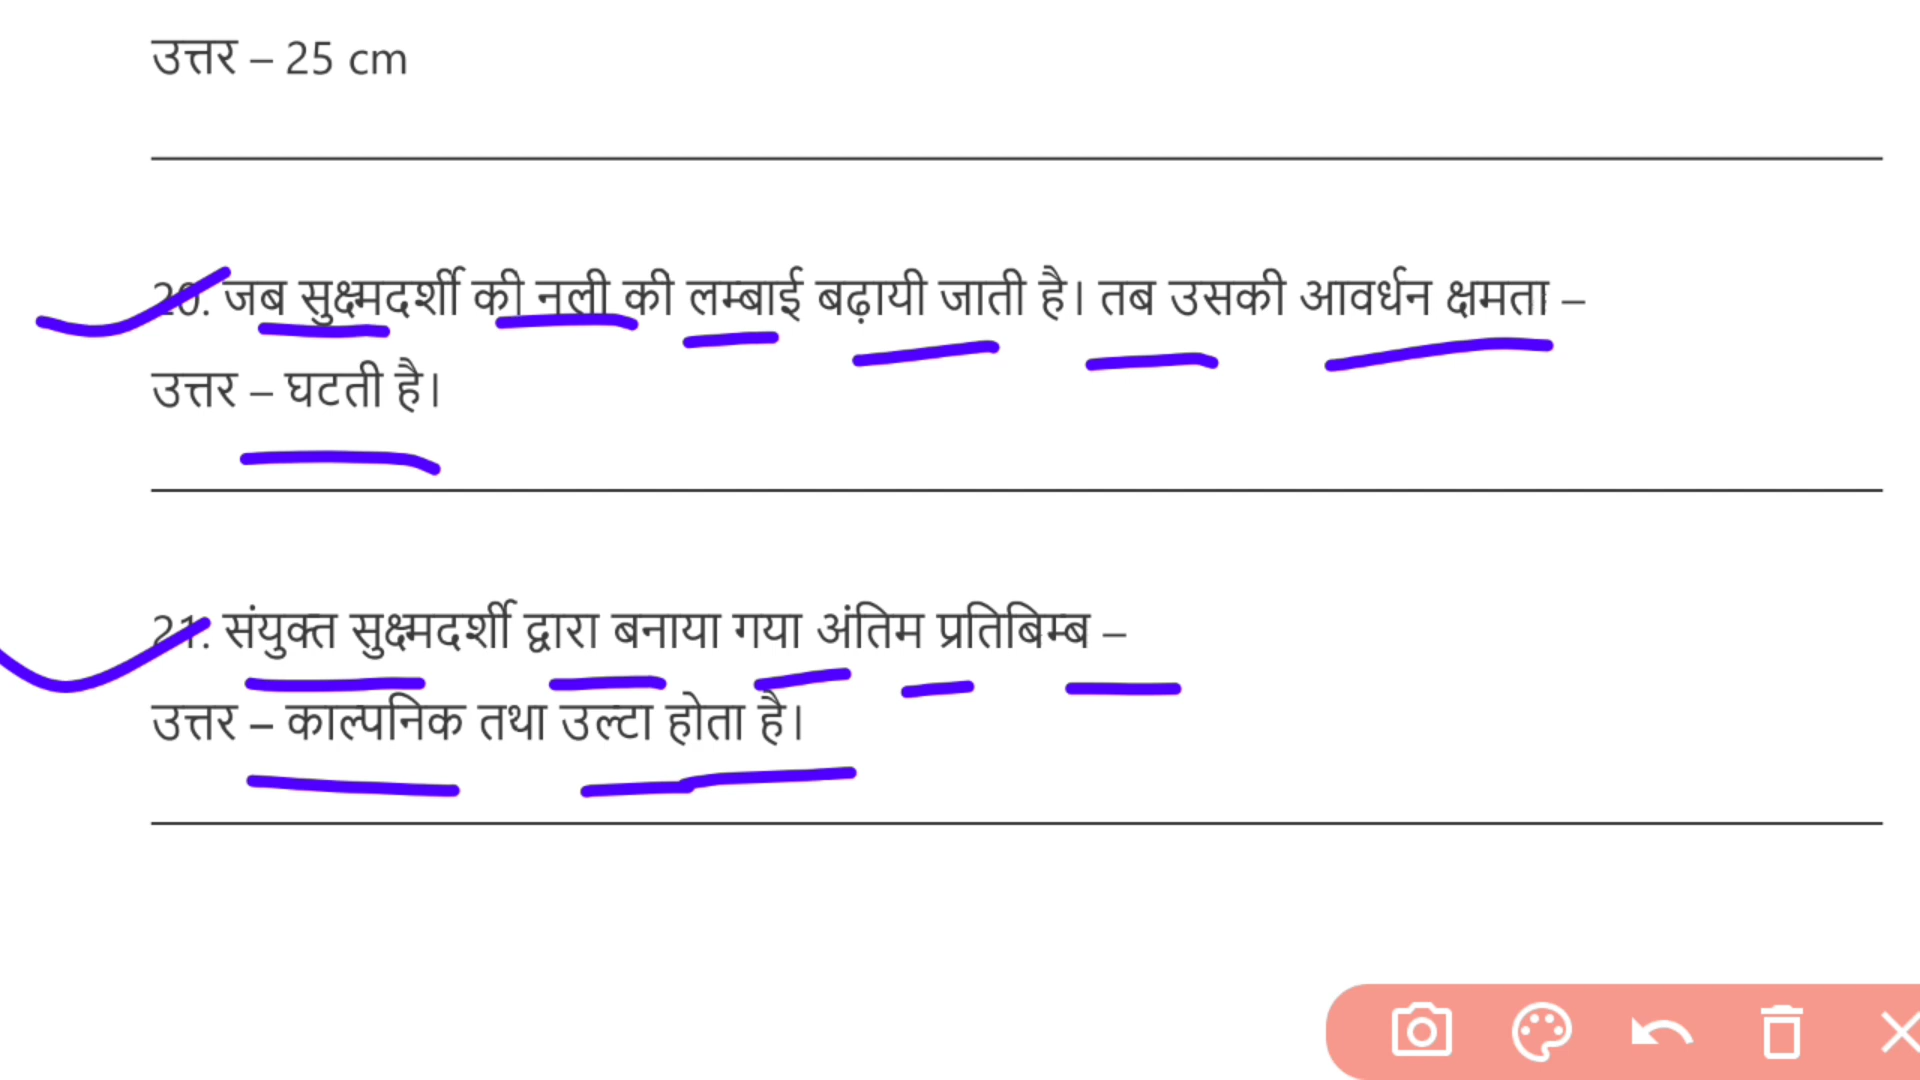 उत्तर – 25 cm
20. जब सुक्ष्मदर्शी की नली की लम्बाई बढ़ायी जाती है। तब उसकी आवर्धन क्षमता –
उत्तर – घटती है।
21. संयुक्त सुक्ष्मदर्शी द्वारा बनाया गया अंतिम प्रतिबिम्ब –
उत्तर – काल्पनिक तथा उल्टा होता है।